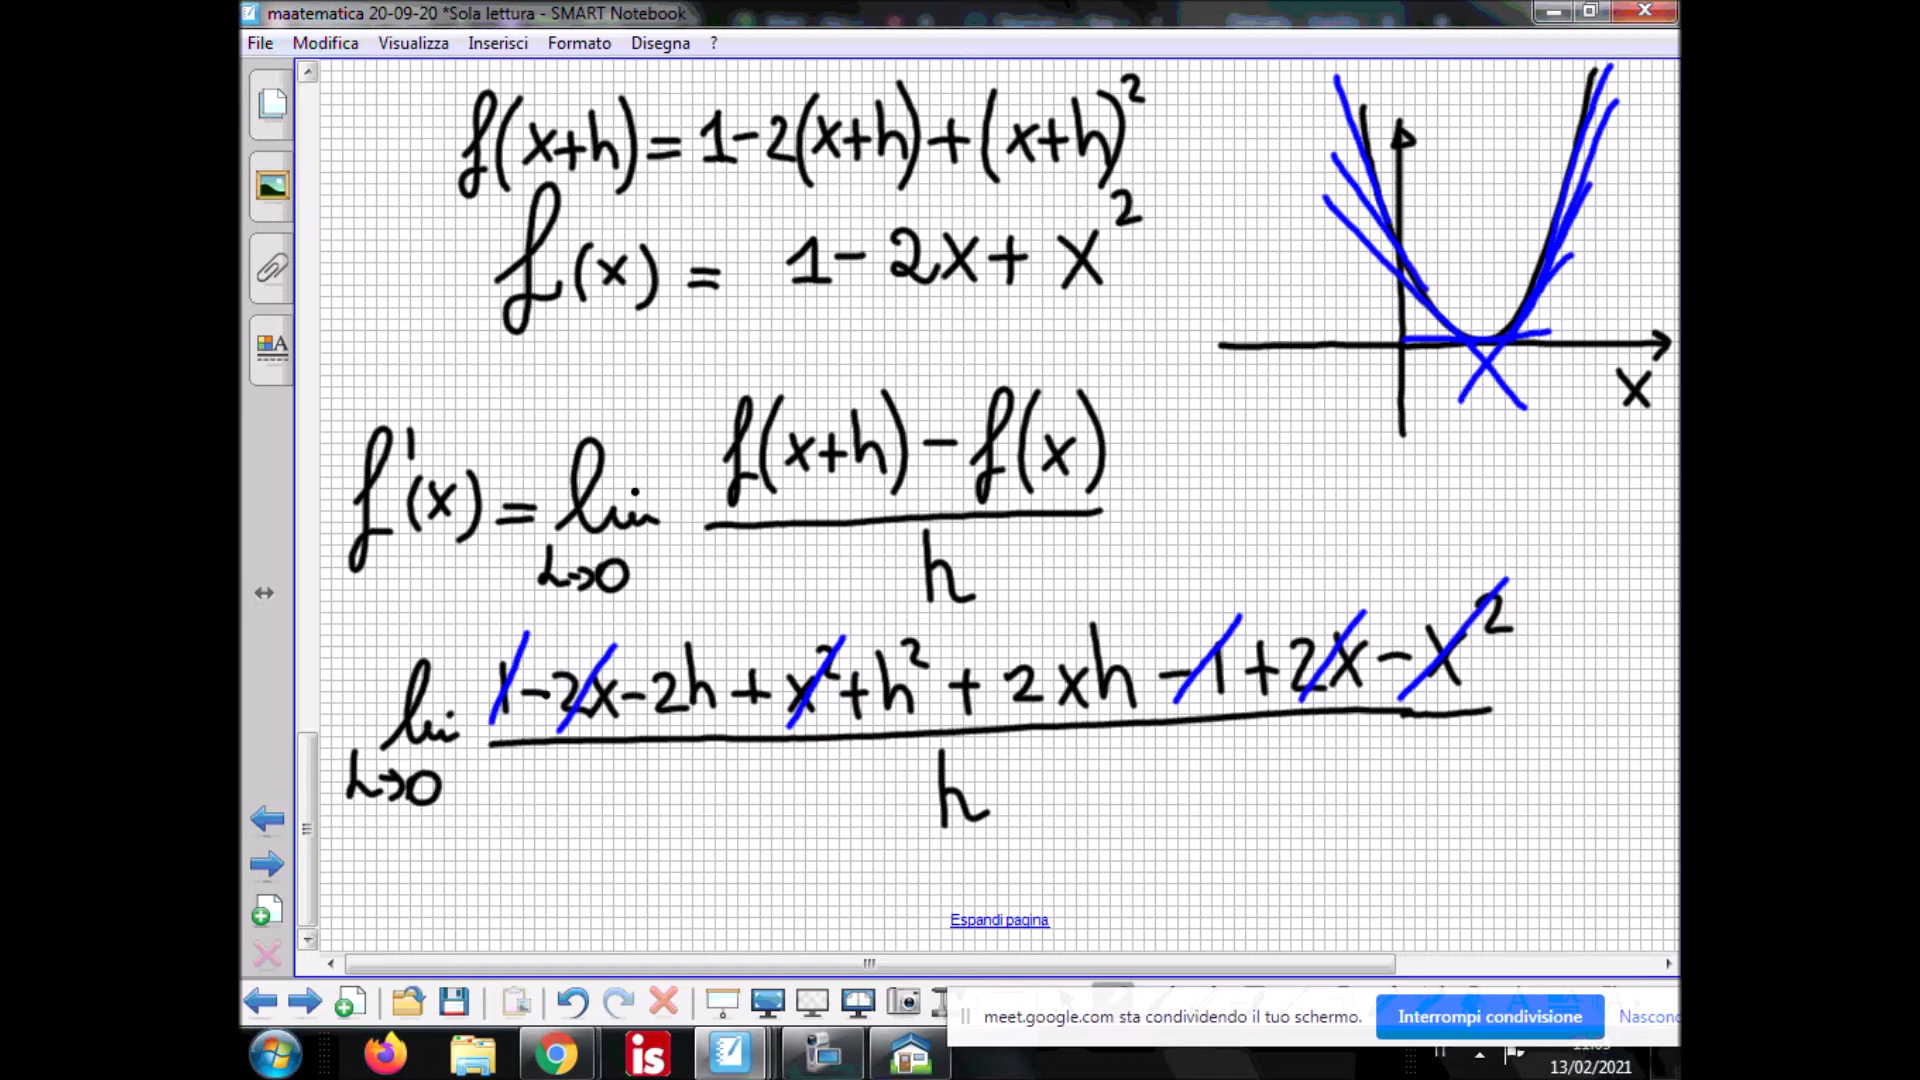 maatematica 20-09-20 *Sola lettura - SMART Notebook
File Modifica Visualizza Inserisci Formato Disegna ?
f(x+h) = 1-2(x+h)+(x+h)²
f(x) = 1-2x+x²
x
f'(x) = lim h→0 f(x+h)-f(x) / h
lim h→0 1-2x-2h+x²+h²+2xh-1+2x-x² / h
Espandi pagina
meet.google.com sta condividendo il tuo schermo. Interrompi condivisione Nascond
is
13/02/2021